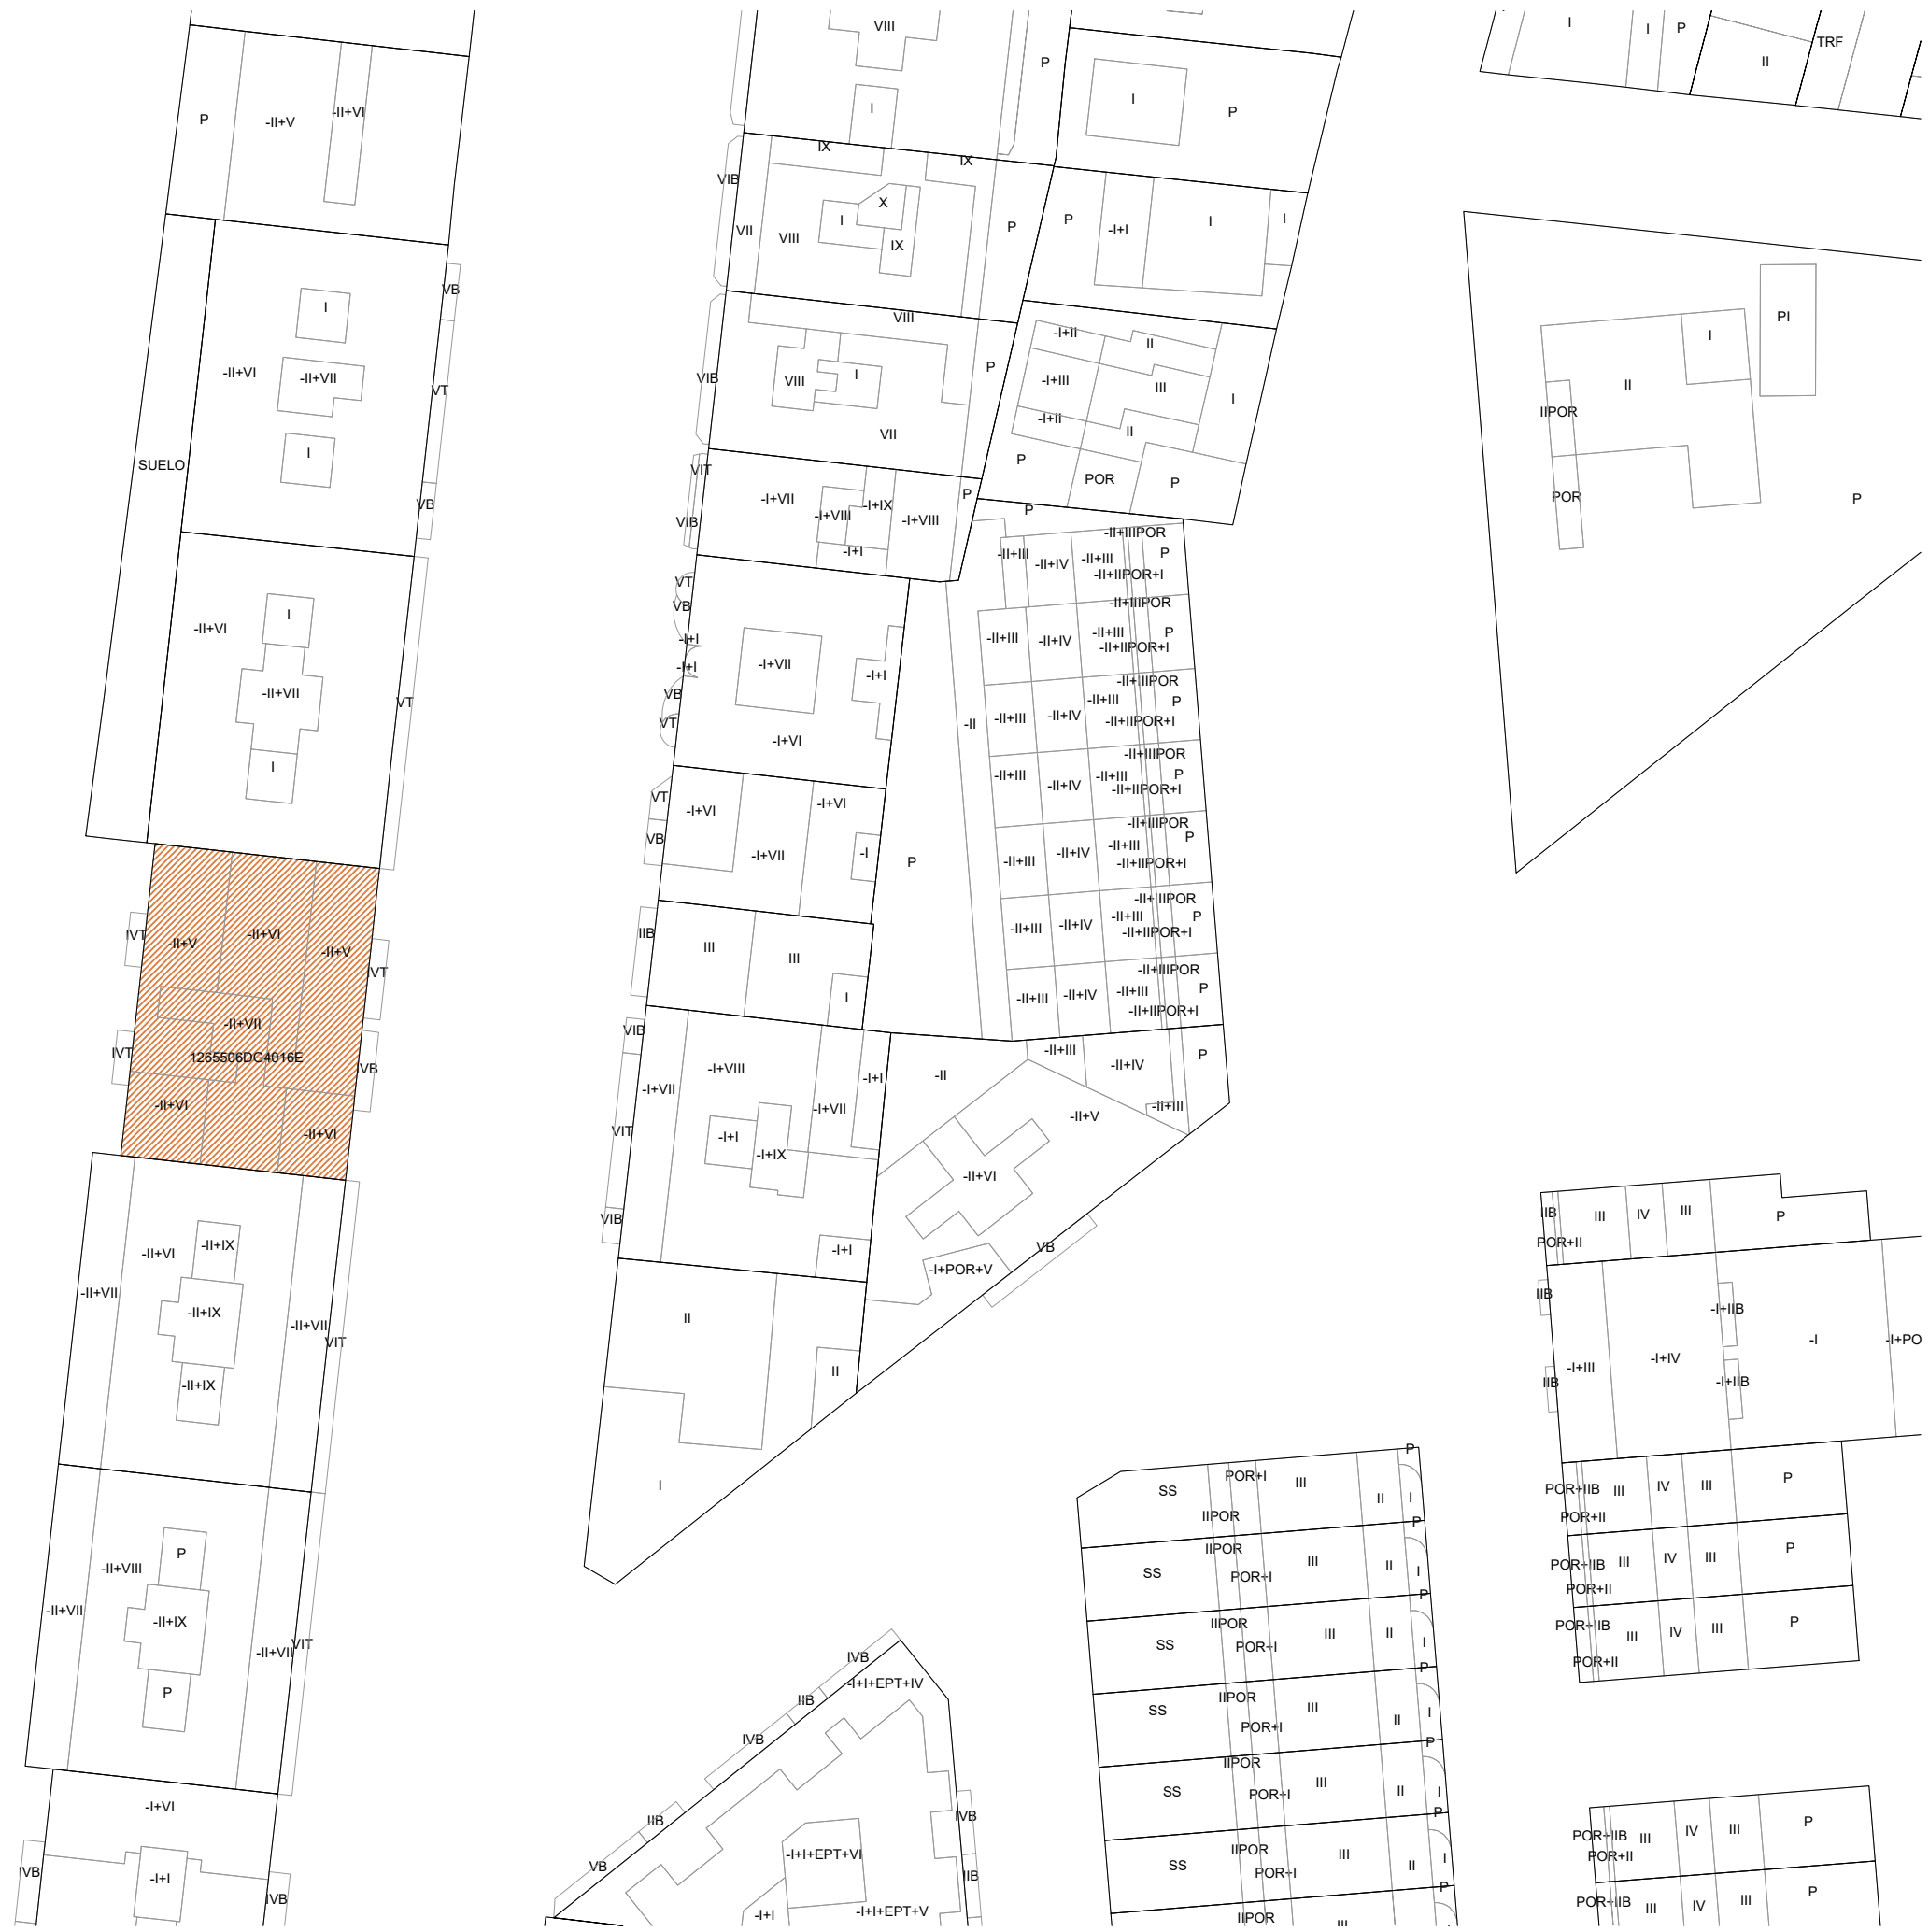 VIII
I
I
P
TRF
II
P
I
-II+VI
P
-II+V
I
P
IX
IX
VIB
X
I
P
P
-I+I
I
I
VII
VIII
IX
VB
I
VIII
PI
-I+II
II
I
-II+VI
-II+VII
VIB
VIII
I
P
-I+III
III
I
II
VT
IIPOR
-I+II
II
VII
I
SUELO
VIT
P
POR
P
-I+VII
P
-I+IX
POR
P
VB
VIB
-I+VIII
-I+VIII
P
-I+I
-II+IIIPOR
-II+III
-II+IV
-II+III
P
-II+IIPOR+I
VT
VB
-II+IIIPOR
I
-II+VI
-I+I
-II+III
-II+IV
-II+III
P
-II+IIPOR+I
-I+I
-I+VII
-I+I
-II+IIIPOR
-II+VII
VB
VT
-II+III
P
VT
-II
-II+III
-II+IV
-II+IIPOR+I
-I+VI
-II+IIIPOR
I
-II+III
-II+IV
-II+III
P
-II+IIPOR+I
VT
-I+VI
-I+VI
-II+IIIPOR
VB
-I+VII
-I
P
-II+III
-II+IV
-II+III
P
-II+IIPOR+I
-II+IIIPOR
IVT
-II+V
-II+VI
-II+V
IIB
III
III
-II+III
-II+IV
-II+III
P
-II+IIPOR+I
IVT
-II+IIIPOR
I
-II+III
-II+IV
-II+III
P
-II+IIPOR+I
-II+VII
VIB
IVT
1265506DG4016E
IVB
-II+III
-II+IV
P
-I+VIII
-I+VII
-I+I
-II
-II+VI
-I+VII
-II+V
-II+III
VIT
-II+VI
-I+I
-I+IX
-II+VI
VIB
IIB
III
IV
III
P
-II+VI
-II+IX
-I+I
VB
POR+II
-I+POR+V
-II+VII
IIB
-II+IX
II
-I+IIB
-II+VII
VIT
-I
-I+PO
-I+III
-I+IV
-II+IX
II
IIB
-I+IIB
I
SS
POR+I
III
II
I
P
IIPOR
POR+IIB
III
IV
III
P
POR+II
P
-II+VIII
IIPOR
P
SS
POR+I
III
II
I
POR+IIB
III
IV
III
P
POR+II
-II+VII
-II+IX
IIPOR
P
SS
POR+I
III
II
I
POR+IIB
III
IV
III
P
POR+II
-II+VII
VIT
P
IVB
-I+I+EPT+IV
IIB
IIPOR
P
SS
POR+I
III
II
I
IVB
IIPOR
P
SS
POR+I
III
II
I
-I+VI
IIB
IVB
P
POR+IIB
III
IV
III
P
POR+II
-I+I+EPT+VI
IIPOR
SS
POR+I
III
II
I
IVB
-I+I
IVB
VB
IIB
P
POR+IIB
III
IV
III
P
-I+I
-I+I+EPT+V
IIPOR
III